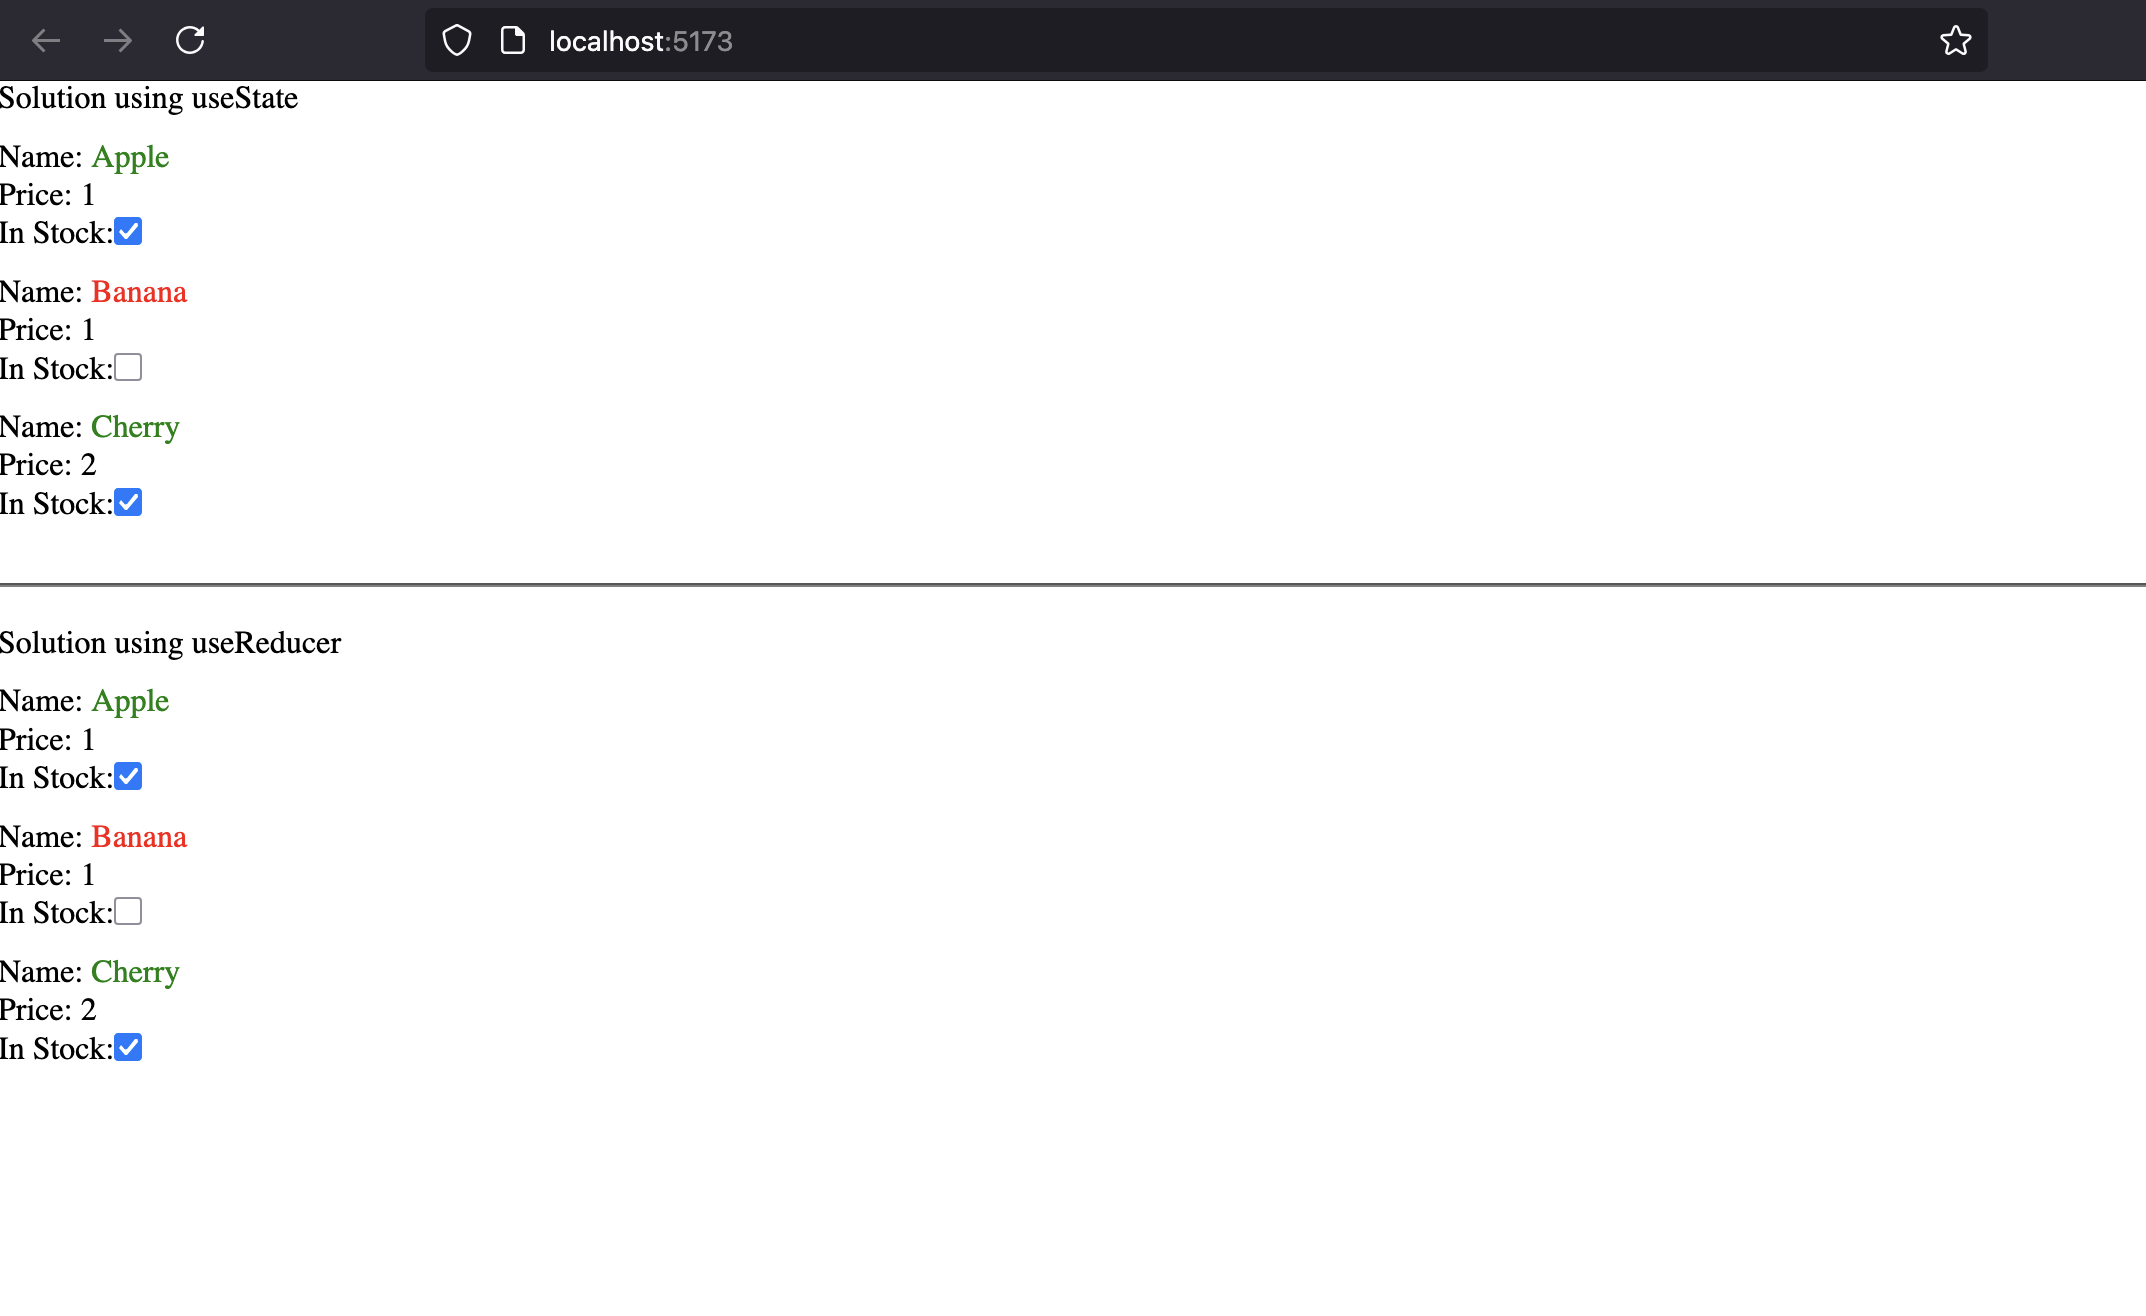 localhost:5173
Solution using useState
Name: Apple
Price: 1
In Stock:
Name: Banana
Price: 1
In Stock:
Name: Cherry
Price: 2
In Stock:
Solution using useReducer
Name: Apple
Price: 1
In Stock:
Name: Banana
Price: 1
In Stock:
Name: Cherry
Price: 2
In Stock: